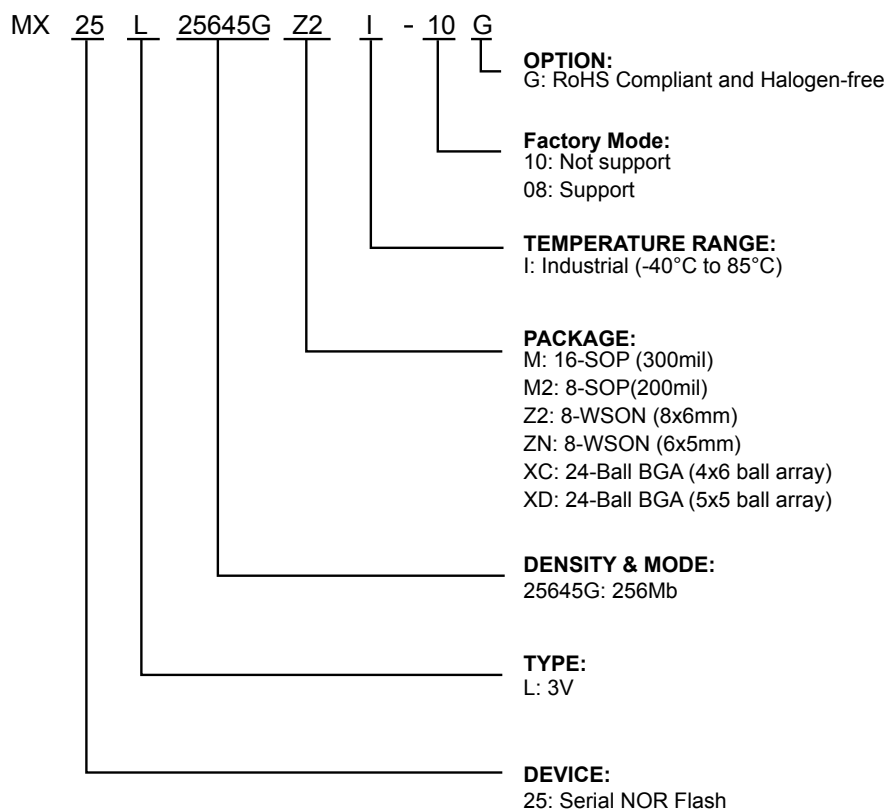 MX 25 L 25645G Z2 I - 10 G
OPTION:
G: RoHS Compliant and Halogen-free
Factory Mode:
10: Not support
08: Support
TEMPERATURE RANGE:
I: Industrial (-40°C to 85°C)
PACKAGE:
M: 16-SOP (300mil)
M2: 8-SOP(200mil)
Z2: 8-WSON (8x6mm)
ZN: 8-WSON (6x5mm)
XC: 24-Ball BGA (4x6 ball array)
XD: 24-Ball BGA (5x5 ball array)
DENSITY & MODE:
25645G: 256Mb
TYPE:
L: 3V
DEVICE:
25: Serial NOR Flash